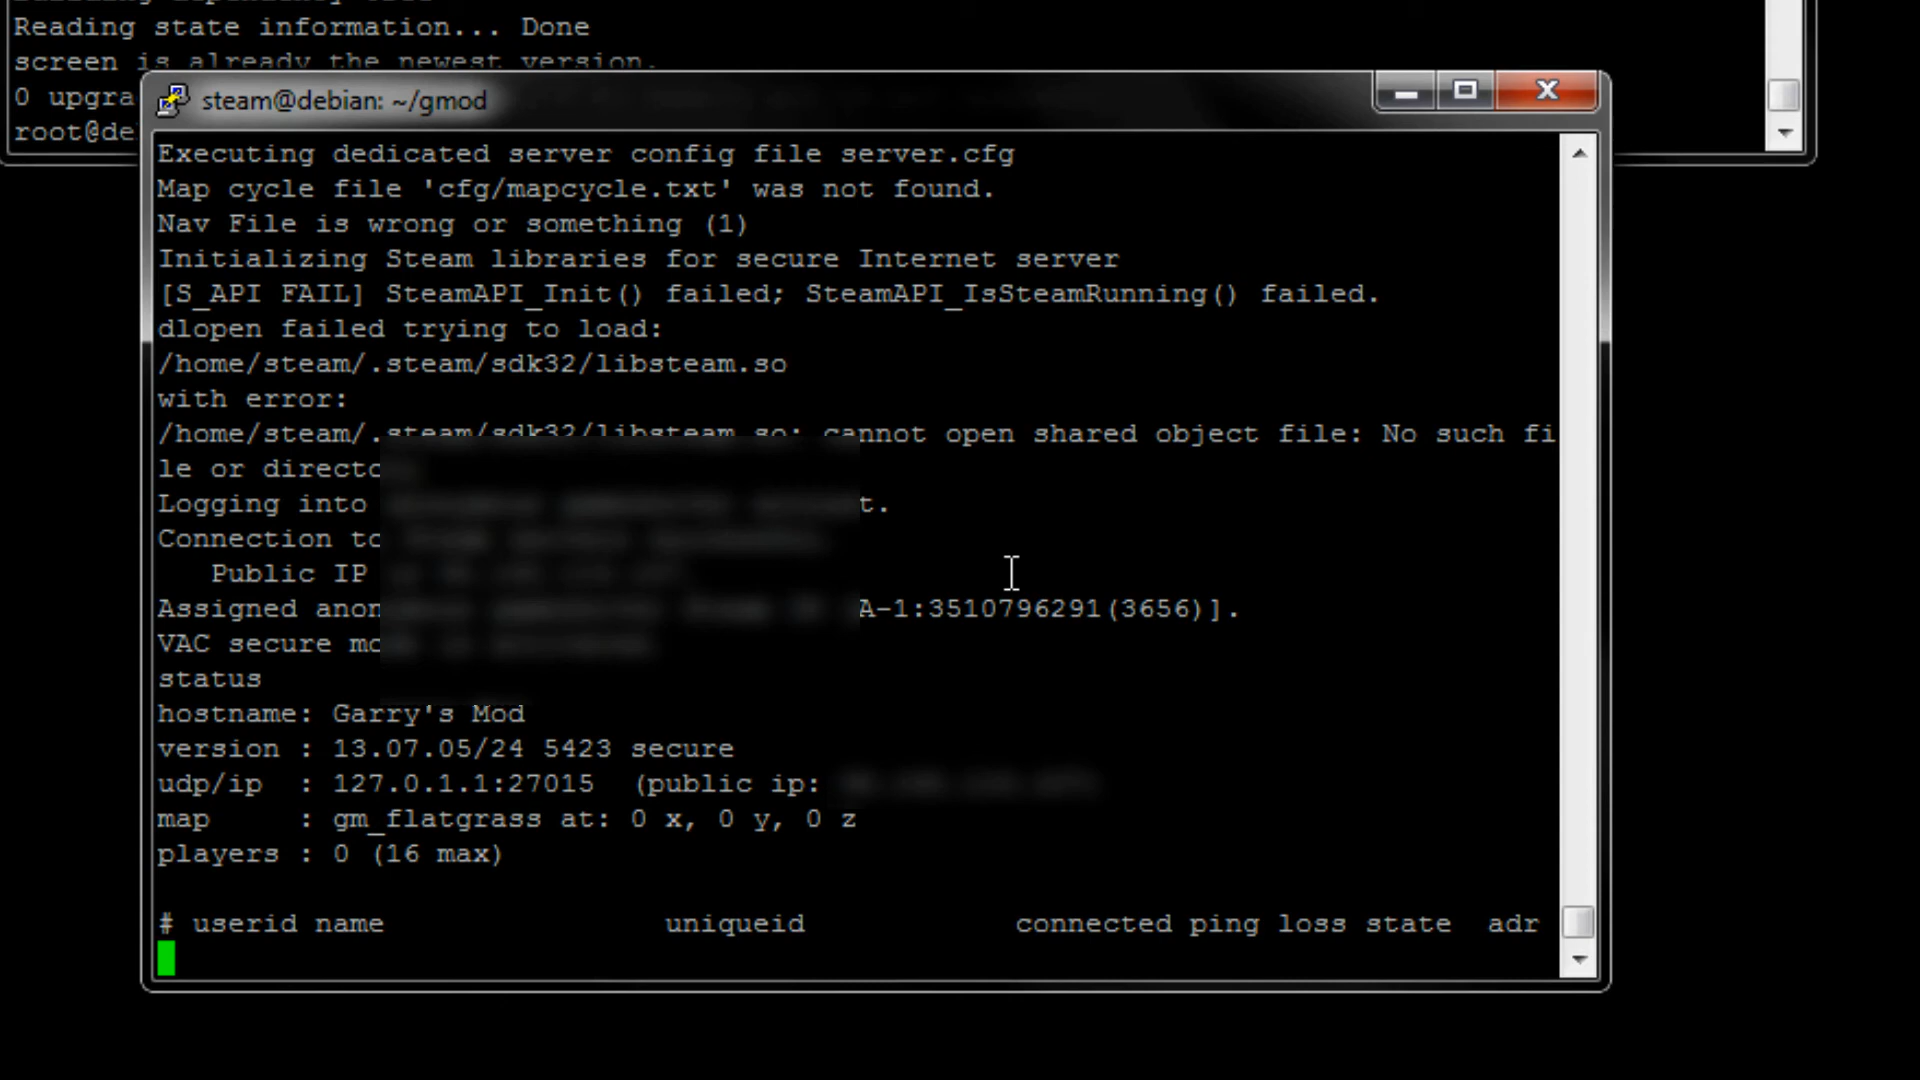 Reading state information... Done
screen is already the newest version.
0 upgra
root@de
steam@debian: ~/gmod
Executing dedicated server config file server.cfg
Map cycle file 'cfg/mapcycle.txt' was not found.
Nav File is wrong or something (1)
Initializing Steam libraries for secure Internet server
[S_API FAIL] SteamAPI_Init() failed; SteamAPI_IsSteamRunning() failed.
dlopen failed trying to load:
/home/steam/.steam/sdk32/libsteam.so
with error:
/home/steam/.steam/sdk32/libsteam.so: cannot open shared object file: No such fi
le or directo
Logging into t.
Connection to
Public IP
Assigned anon A-1:3510796291(3656)].
VAC secure mo
status
hostname: Garry's Mod
version : 13.07.05/24 5423 secure
udp/ip : 127.0.1.1:27015 (public ip:
map : gm_flatgrass at: 0 x, 0 y, 0 z
players : 0 (16 max)
# userid name uniqueid connected ping loss state adr